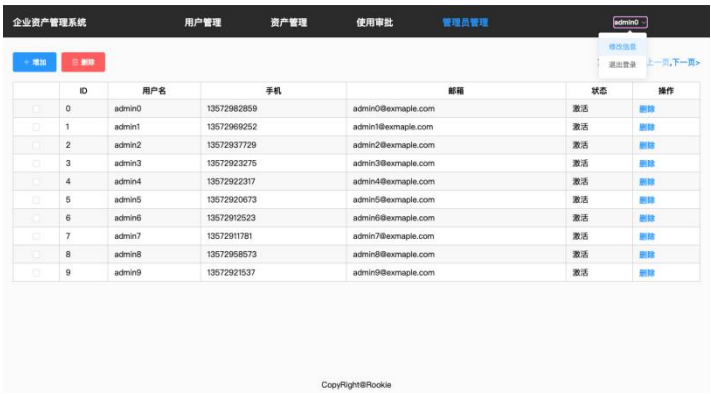 企业资产管理系统 用户管理 资产管理 使用审批 管理员管理 admin0
修改信息
退出登录
+ 增加 删除 上一页,下一页>
ID 用户名 手机 邮箱 状态 操作
0 admin0 13572982859 admin0@exmaple.com 激活 删除
1 admin1 13572969252 admin1@exmaple.com 激活 删除
2 admin2 13572937729 admin2@exmaple.com 激活 删除
3 admin3 13572923275 admin3@exmaple.com 激活 删除
4 admin4 13572922317 admin4@exmaple.com 激活 删除
5 admin5 13572920673 admin5@exmaple.com 激活 删除
6 admin6 13572912523 admin6@exmaple.com 激活 删除
7 admin7 13572911781 admin7@exmaple.com 激活 删除
8 admin8 13572958573 admin8@exmaple.com 激活 删除
9 admin9 13572921537 admin9@exmaple.com 激活 删除
CopyRight@Rookie